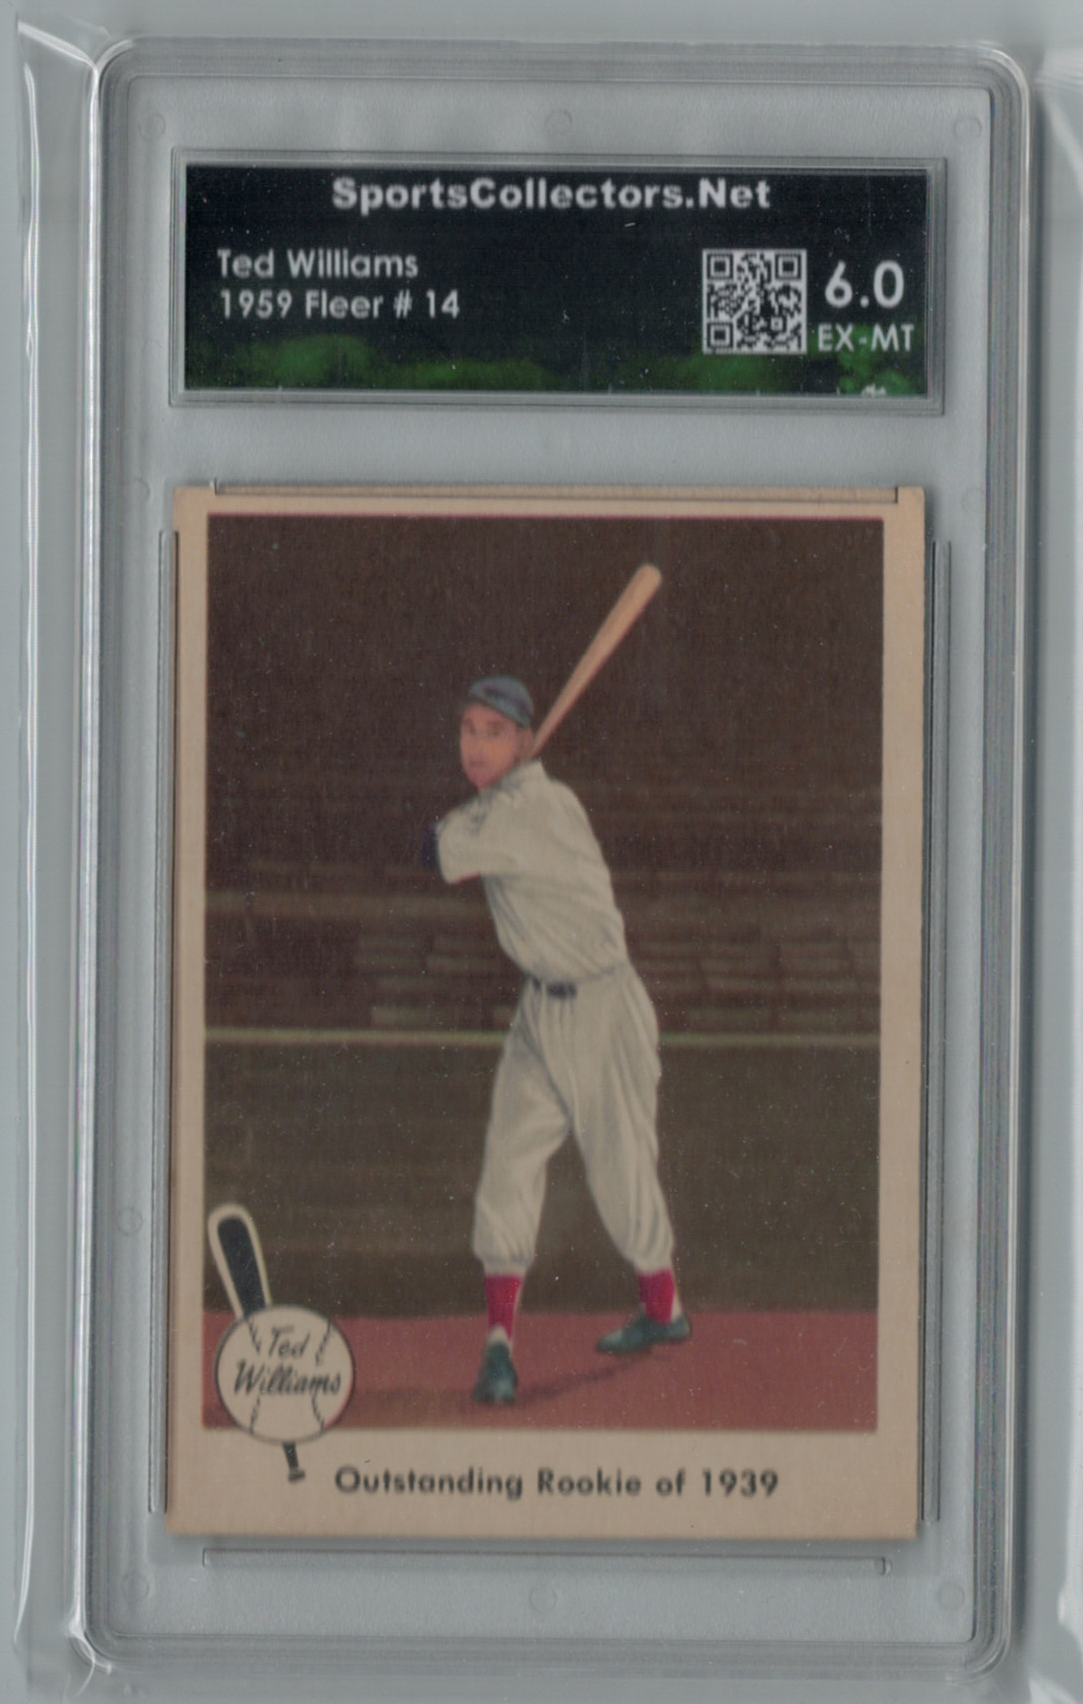 SportsCollectors.Net
Ted Williams
1959 Fleer # 14
6.0
EX-MT
Ted
Williams
Outstanding Rookie of 1939